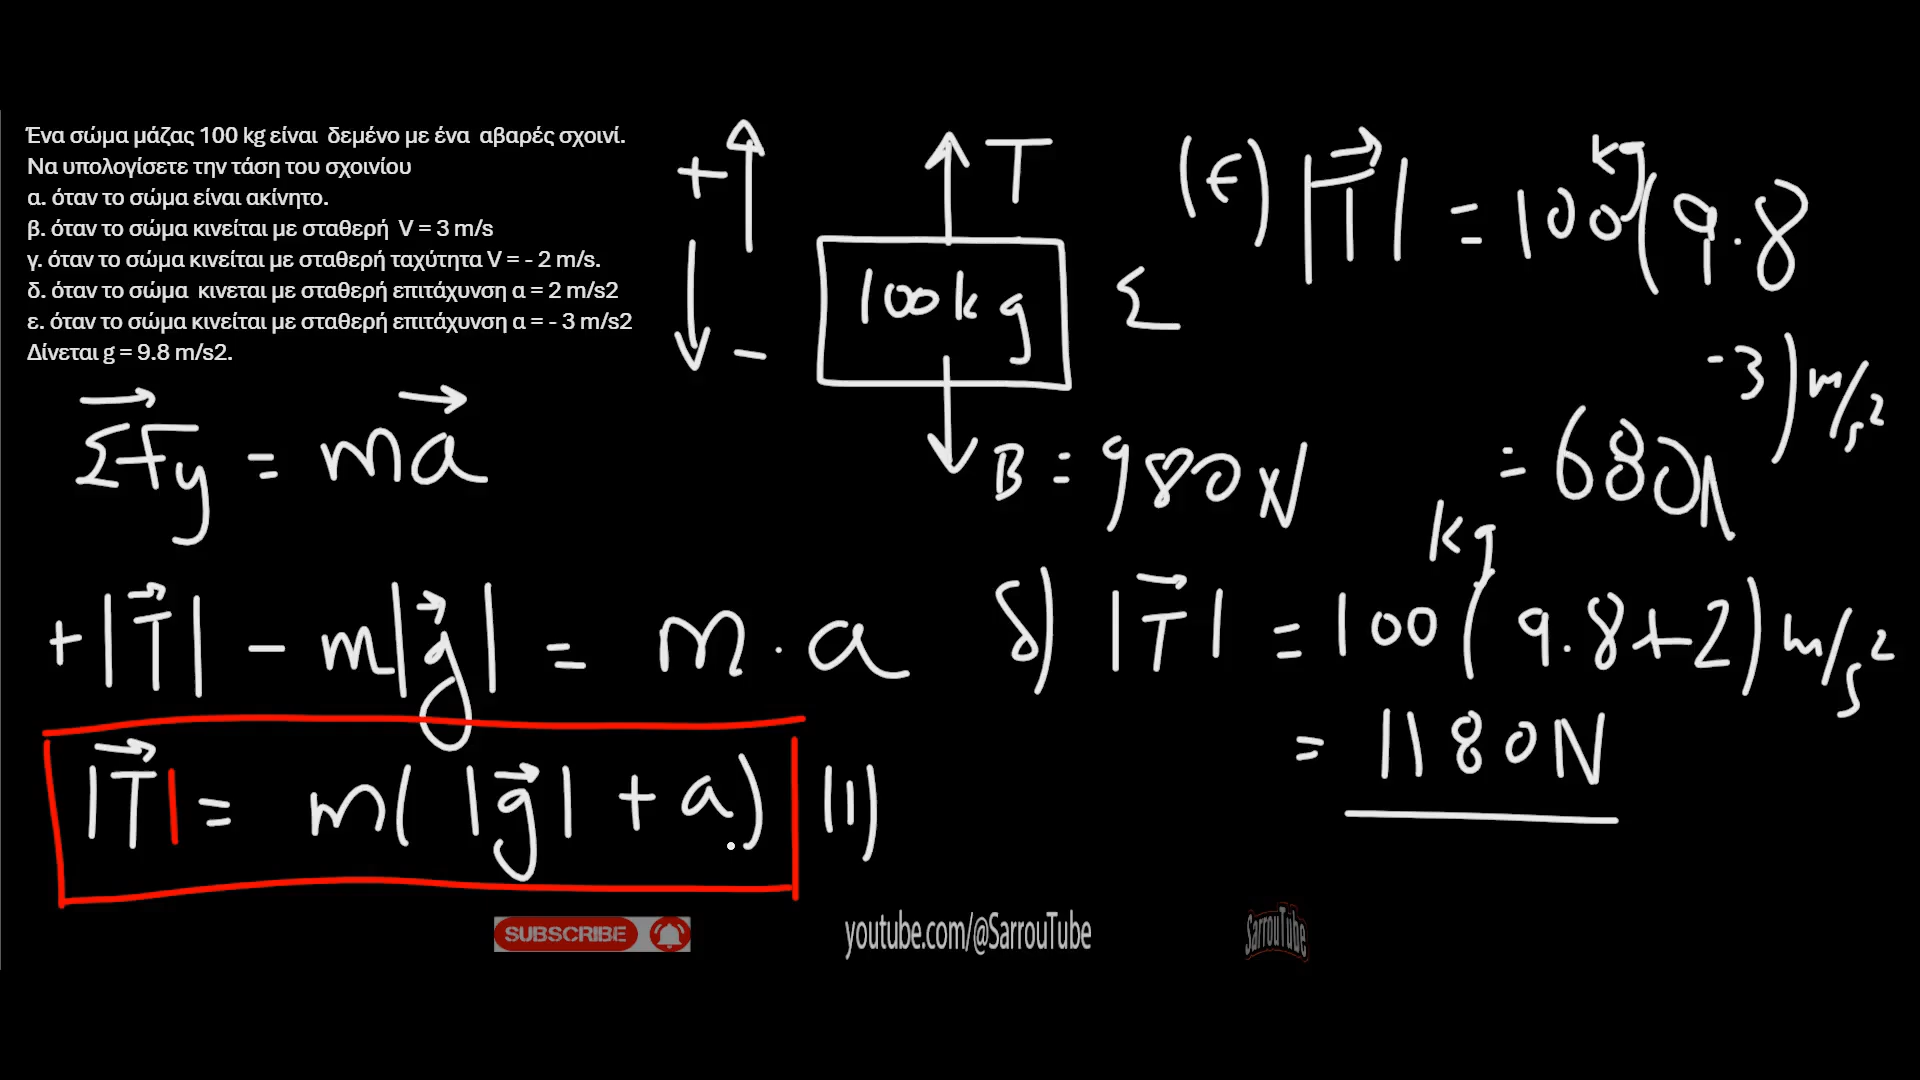 Ένα σώμα μάζας 100 kg είναι δεμένο με ένα αβαρές σχοινί.
Να υπολογίσετε την τάση του σχοινίου
α. όταν το σώμα είναι ακίνητο.
β. όταν το σώμα κινείται με σταθερή V = 3 m/s
γ. όταν το σώμα κινείται με σταθερή ταχύτητα V = - 2 m/s.
δ. όταν το σώμα κινεται με σταθερή επιτάχυνση α = 2 m/s2
ε. όταν το σώμα κινείται με σταθερή επιτάχυνση α = - 3 m/s2
Δίνεται g = 9.8 m/s2.
+
-
T
100kg
Σ
B = 980N
ΣFy = ma
+|T| - m|g| = m·a
|T| = m(|g| + a) (1)
(ε) |T| = 100kg(9.8
-3) m/s2
= 680N
δ) |T| = 100kg(9.8+2) m/s2
= 1180N
SUBSCRIBE
youtube.com/@SarrouTube
SarrouTube